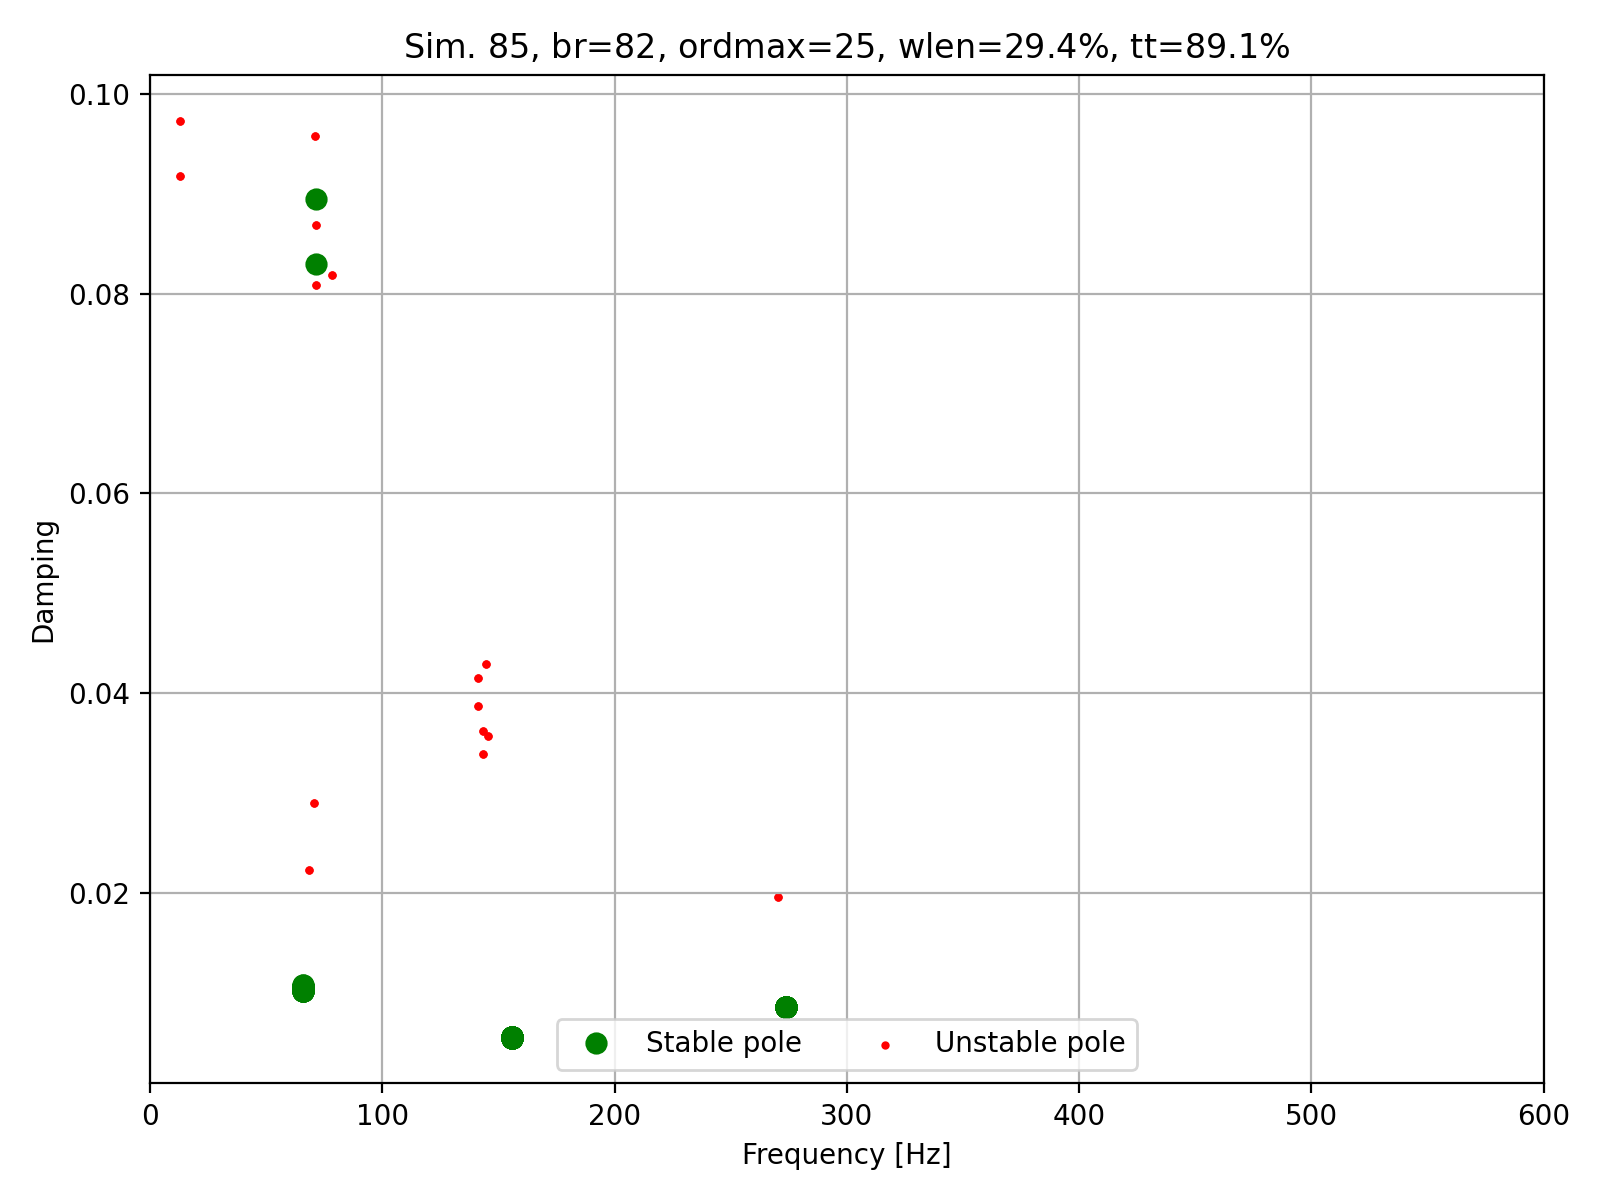 Sim. 85, br=82, ordmax=25, wlen=29.4%, tt=89.1%
0.10
0.08
0.06
0.04
0.02
Damping
Stable pole Unstable pole
0 100 200 300 400 500 600
Frequency [Hz]